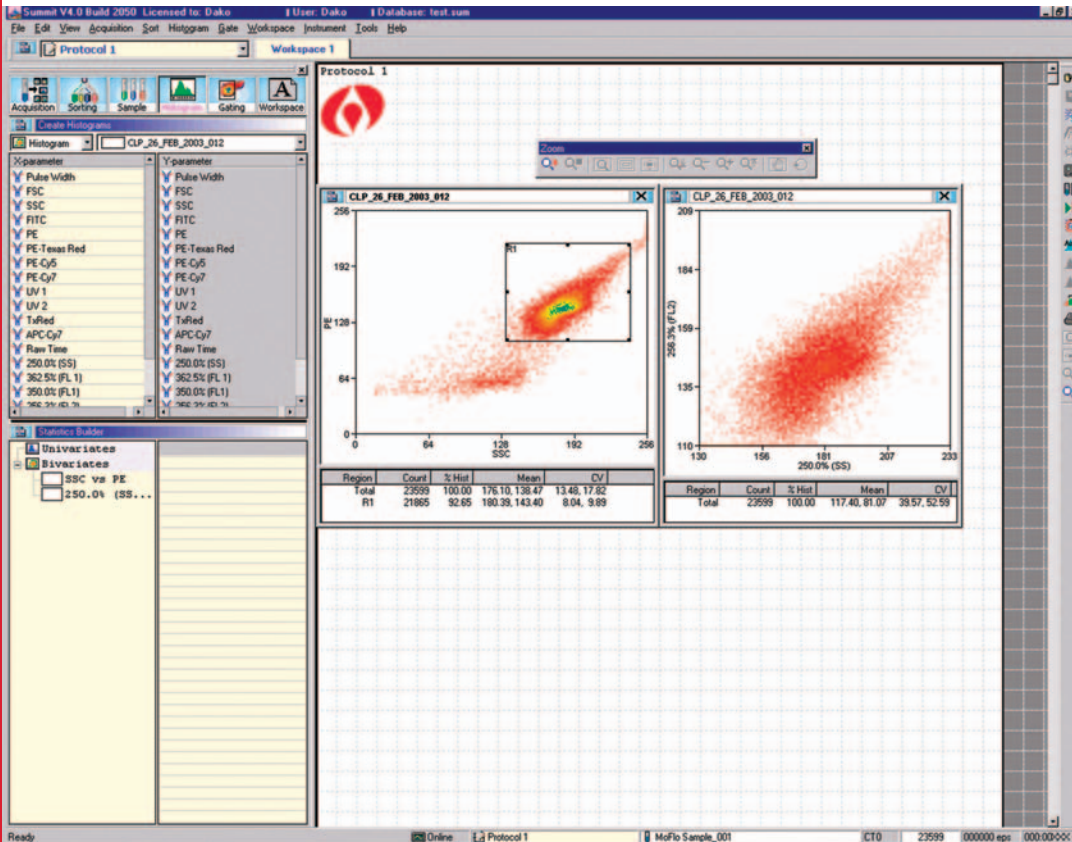 Summit V4.0 Build 2050 Licensed to: Dako User: Dako Database: test.sum
File Edit View Acquisition Sort Histogram Gate Workspace Instrument Tools Help
Protocol 1 Workspace 1
Acquisition Sorting Sample Histogram Gating Workspace
Create Histograms
Histogram CLP_26_FEB_2003_012
X-parameter Y-parameter
Pulse Width Pulse Width
FSC FSC
SSC SSC
FITC FITC
PE PE
PE-Texas Red PE-Texas Red
PE-Cy5 PE-Cy5
PE-Cy7 PE-Cy7
UV 1 UV 1
UV 2 UV 2
TxRed TxRed
APC-Cy7 APC-Cy7
Raw Time Raw Time
250.0% (SS) 250.0% (SS)
362.5% (FL 1) 362.5% (FL 1)
350.0% (FL1) 350.0% (FL1)
256.3% (FL2) 256.3% (FL2)
Statistics Builder
Univariates
Bivariates
SSC vs PE
250.0% (SS...
Protocol 1
Zoom
CLP_26_FEB_2003_012
256
192
128
64
0
PE
R1
0 64 128 192 256
SSC
Region Count % Hist Mean CV
Total 23599 100.00 176.10, 138.47 13.48, 17.82
R1 21865 92.65 180.39, 143.40 8.04, 9.89
CLP_26_FEB_2003_012
209
184
159
135
110
256.3% (FL2)
130 156 181 207 233
250.0% (SS)
Region Count % Hist Mean CV
Total 23599 100.00 117.40, 81.07 39.57, 52.59
Ready Online Protocol 1 MoFlo Sample_001 CT0 23599 000000 eps